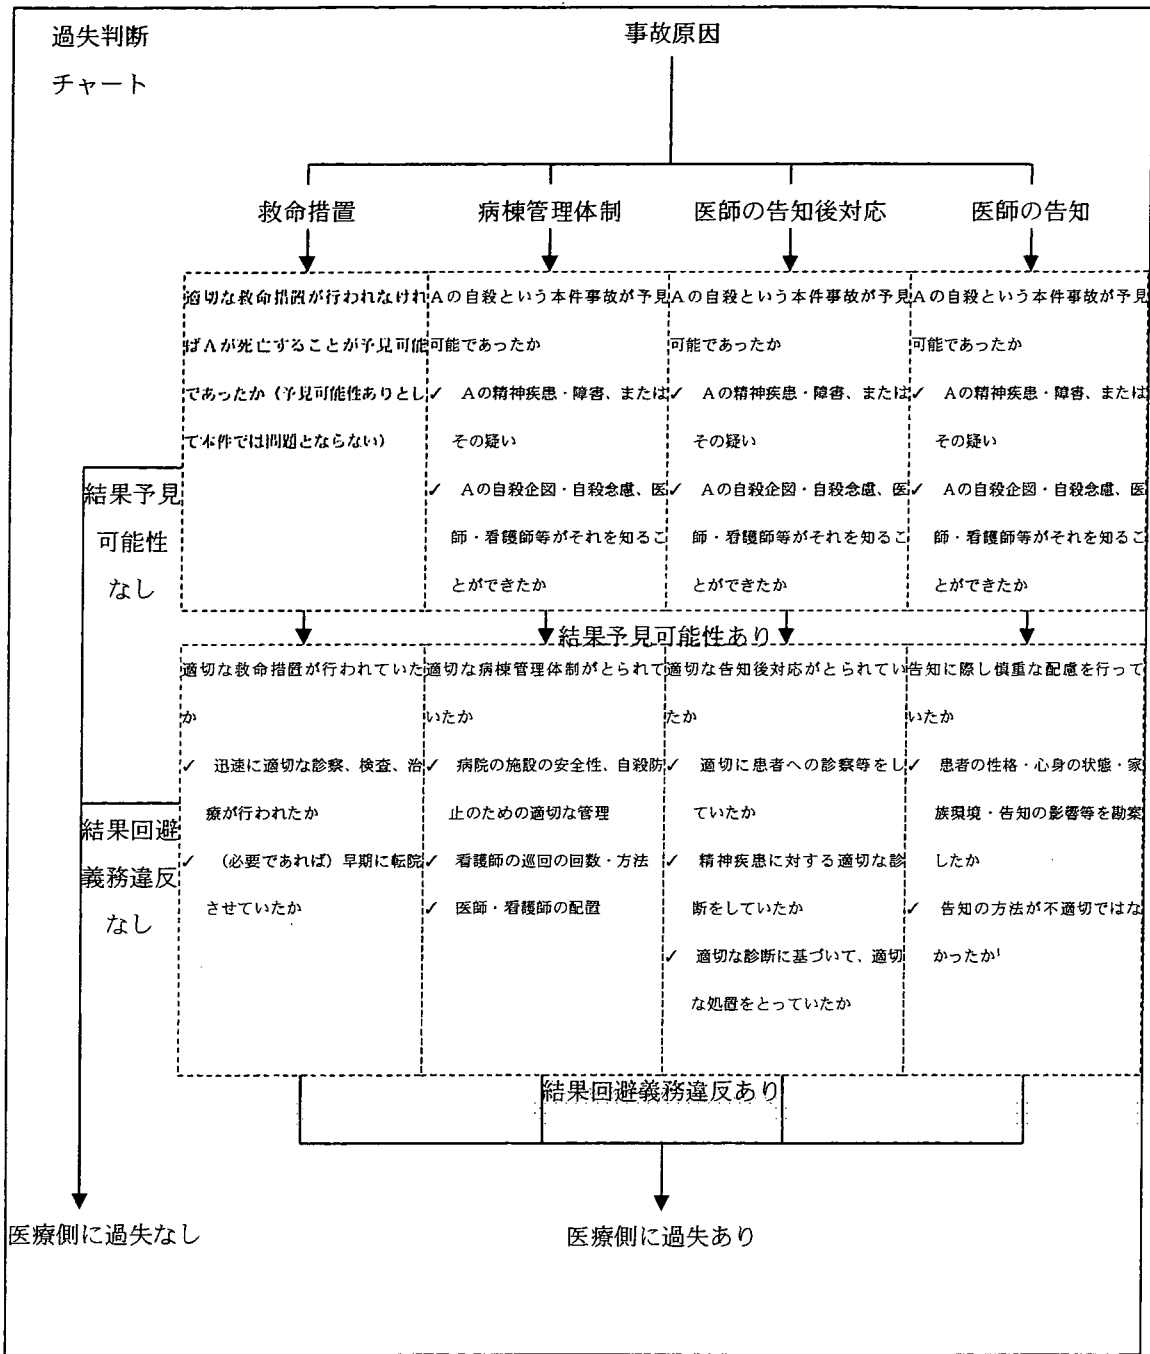 過失判断
チャート
事故原因
救命措置
病棟管理体制
医師の告知後対応
医師の告知
適切な救命措置が行われなけれ
ばAが死亡することが予見可能
であったか（予見可能性ありとし
て本件では問題とならない）
Aの自殺という本件事故が予見
可能であったか
✓ Aの精神疾患・障害、または
その疑い
✓ Aの自殺企図・自殺念慮、医
師・看護師等がそれを知るこ
とができたか
Aの自殺という本件事故が予見
可能であったか
✓ Aの精神疾患・障害、または
その疑い
✓ Aの自殺企図・自殺念慮、医
師・看護師等がそれを知るこ
とができたか
Aの自殺という本件事故が予見
可能であったか
✓ Aの精神疾患・障害、または
その疑い
✓ Aの自殺企図・自殺念慮、医
師・看護師等がそれを知るこ
とができたか
結果予見
可能性
なし
結果予見可能性あり
適切な救命措置が行われていた
か
✓ 迅速に適切な診察、検査、治
療が行われたか
✓ （必要であれば）早期に転院
させていたか
適切な病棟管理体制がとられて
いたか
✓ 病院の施設の安全性、自殺防
止のための適切な管理
✓ 看護師の巡回の回数・方法
✓ 医師・看護師の配置
適切な告知後対応がとられてい
たか
✓ 適切に患者への診察等をし
ていたか
✓ 精神疾患に対する適切な診
断をしていたか
✓ 適切な診断に基づいて、適切
な処置をとっていたか
告知に際し慎重な配慮を行って
いたか
✓ 患者の性格・心身の状態・家
族環境・告知の影響等を勘案
したか
✓ 告知の方法が不適切ではな
かったか¹
結果回避
義務違反
なし
結果回避義務違反あり
医療側に過失なし
医療側に過失あり